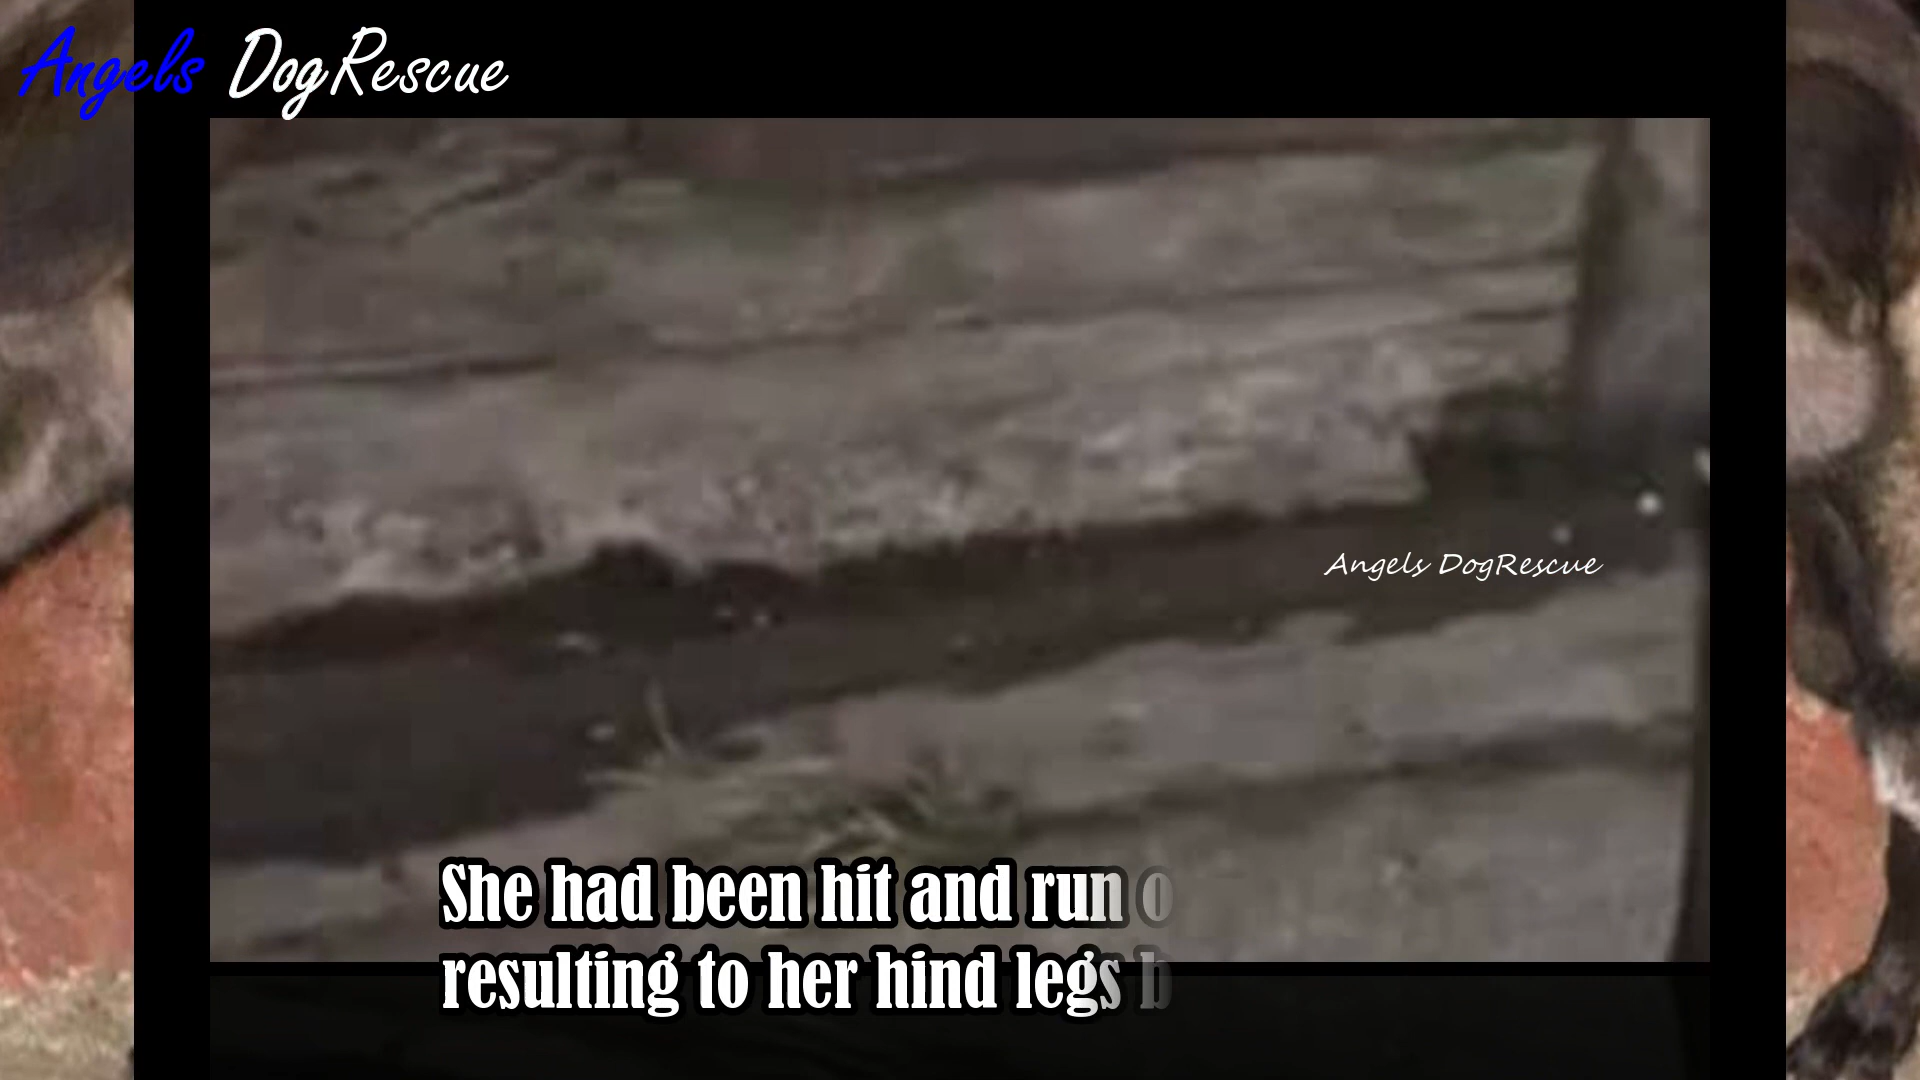 Angels DogRescue
Angels DogRescue
She had been hit and run o
resulting to her hind legs b